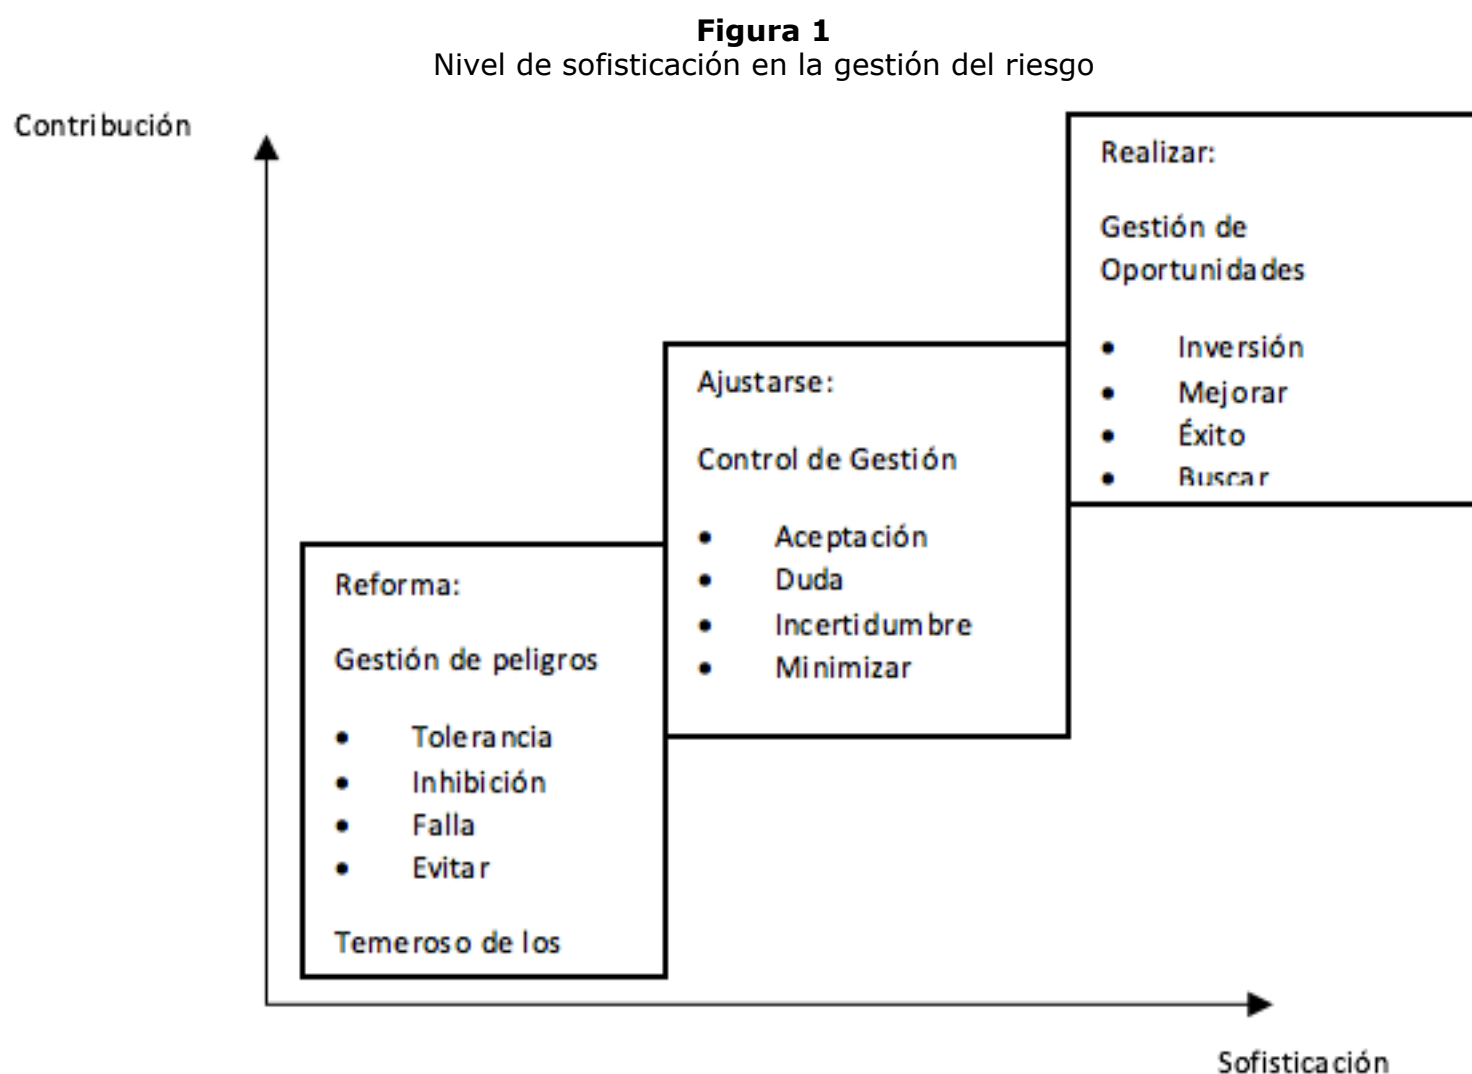 Figura 1
Nivel de sofisticación en la gestión del riesgo
Contribución
Realizar:
Gestión de
Oportunidades
• Inversión
• Mejorar
• Éxito
• Buscar
Ajustarse:
Control de Gestión
• Aceptación
• Duda
• Incertidumbre
• Minimizar
Reforma:
Gestión de peligros
• Tolerancia
• Inhibición
• Falla
• Evitar
Temeroso de los
Sofisticación